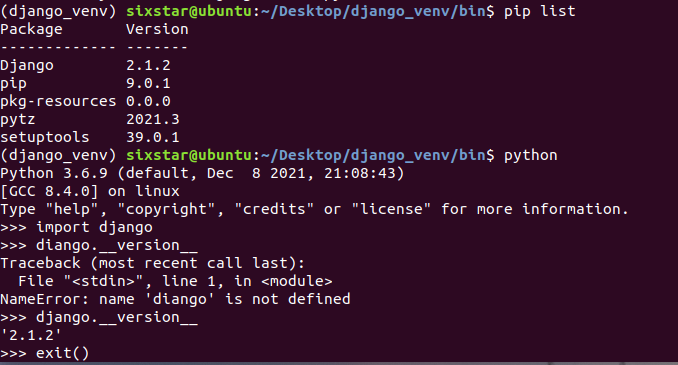 (django_venv) sixstar@ubuntu:~/Desktop/django_venv/bin$ pip list
Package       Version
------------- -------
Django        2.1.2
pip           9.0.1
pkg-resources 0.0.0
pytz          2021.3
setuptools    39.0.1
(django_venv) sixstar@ubuntu:~/Desktop/django_venv/bin$ python
Python 3.6.9 (default, Dec  8 2021, 21:08:43)
[GCC 8.4.0] on linux
Type "help", "copyright", "credits" or "license" for more information.
>>> import django
>>> diango.__version__
Traceback (most recent call last):
  File "<stdin>", line 1, in <module>
NameError: name 'diango' is not defined
>>> django.__version__
'2.1.2'
>>> exit()